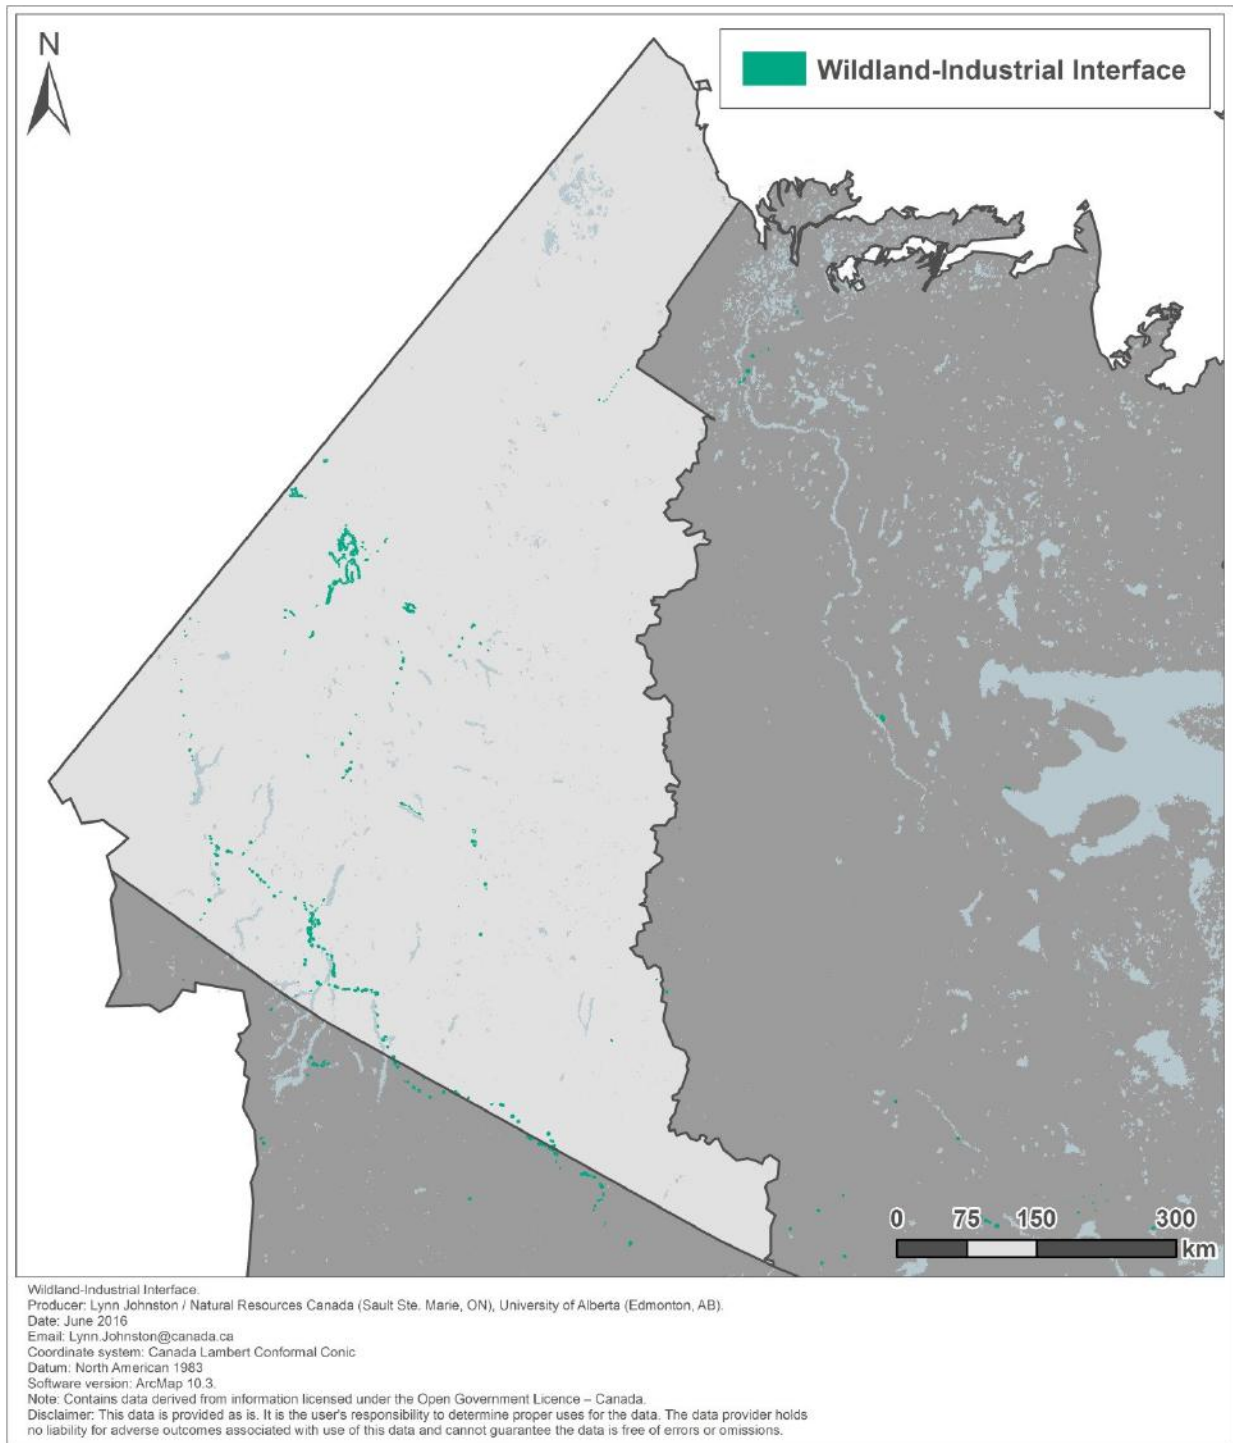 N
Wildland-Industrial Interface
0 75 150 300
km
Wildland-Industrial Interface.
Producer: Lynn Johnston / Natural Resources Canada (Sault Ste. Marie, ON), University of Alberta (Edmonton, AB).
Date: June 2016
Email: Lynn.Johnston@canada.ca
Coordinate system: Canada Lambert Conformal Conic
Datum: North American 1983
Software version: ArcMap 10.3.
Note: Contains data derived from information licensed under the Open Government Licence – Canada.
Disclaimer: This data is provided as is. It is the user's responsibility to determine proper uses for the data. The data provider holds
no liability for adverse outcomes associated with use of this data and cannot guarantee the data is free of errors or omissions.